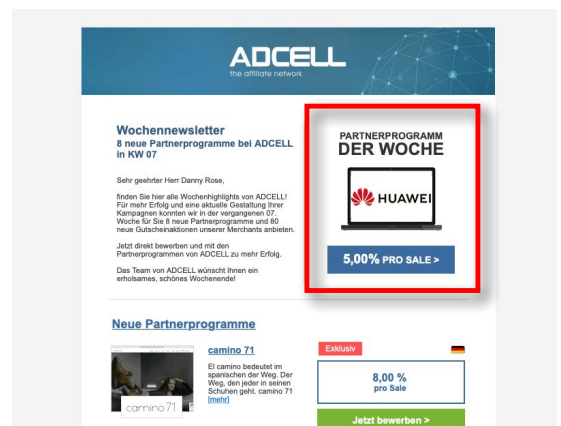 ADCELL
the affiliate network
Wochennewsletter
8 neue Partnerprogramme bei ADCELL
in KW 07
Sehr geehrter Herr Danny Rose,
finden Sie hier alle Wochenhighlights von ADCELL!
Für mehr Erfolg und eine aktuelle Gestaltung Ihrer
Kampagnen konnten wir in der vergangenen 07.
Woche für Sie 8 neue Partnerprogramme und 80
neue Gutscheinaktionen unserer Merchants anbieten.
Jetzt direkt bewerben und mit den
Partnerprogrammen von ADCELL zu mehr Erfolg.
Das Team von ADCELL wünscht Ihnen ein
erholsames, schönes Wochenende!
PARTNERPROGRAMM
DER WOCHE
HUAWEI
5,00% PRO SALE >
Neue Partnerprogramme
camino 71
camino 71
El camino bedeutet im
spanischen der Weg. Der
Weg, den jeder in seinen
Schuhen geht. camino 71
[mehr]
Exklusiv
8,00 %
pro Sale
Jetzt bewerben >